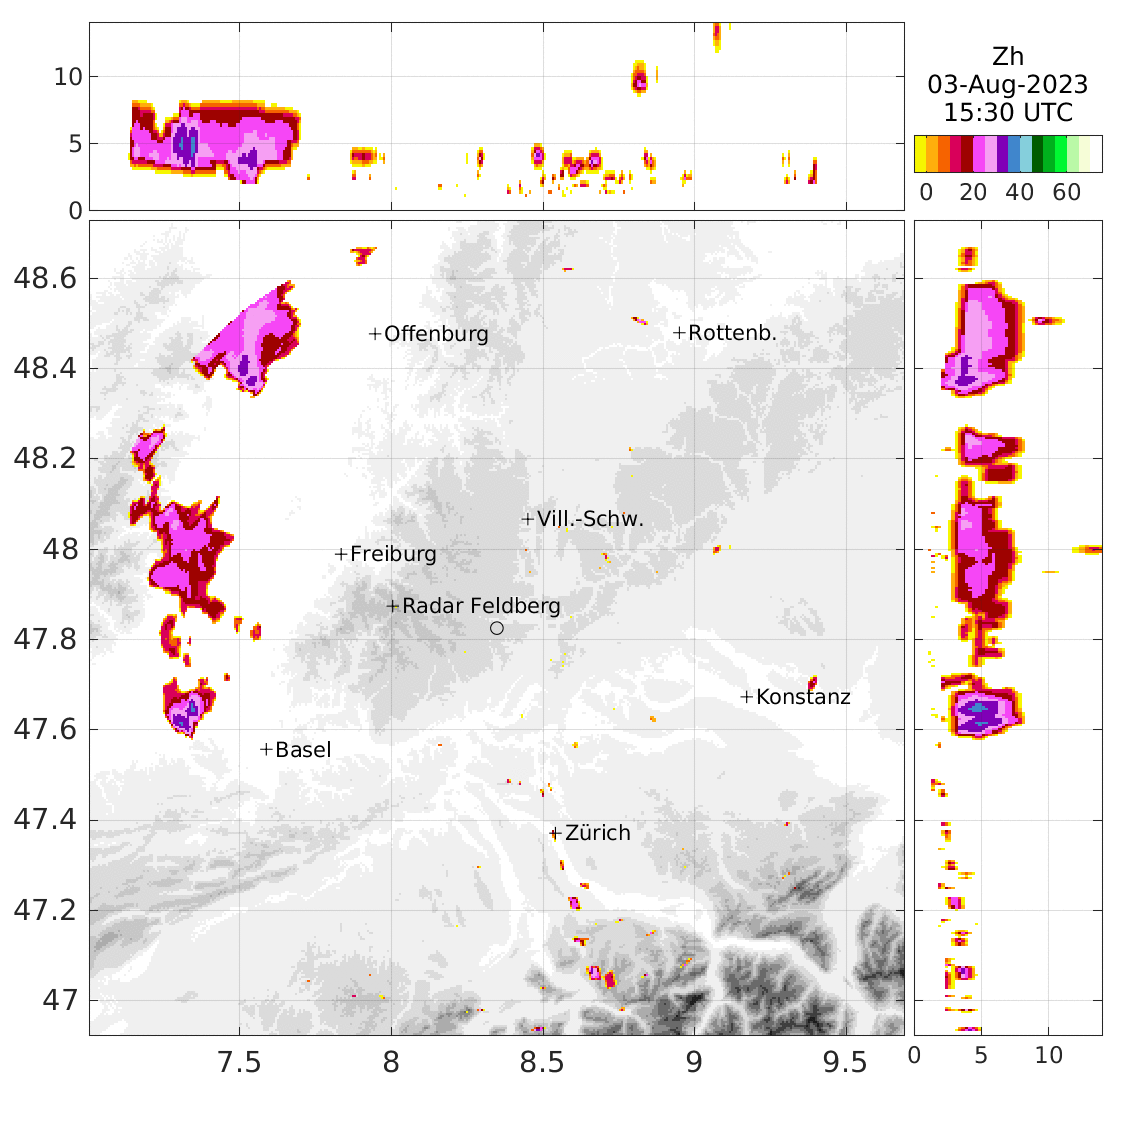 10
5
0
Zh
03-Aug-2023
15:30 UTC
0 20 40 60
48.6
48.4
48.2
48
47.8
47.6
47.4
47.2
47
Offenburg
Rottenb.
Vill.-Schw.
Freiburg
Radar Feldberg
Konstanz
Basel
Zürich
7.5 8 8.5 9 9.5
0 5 10